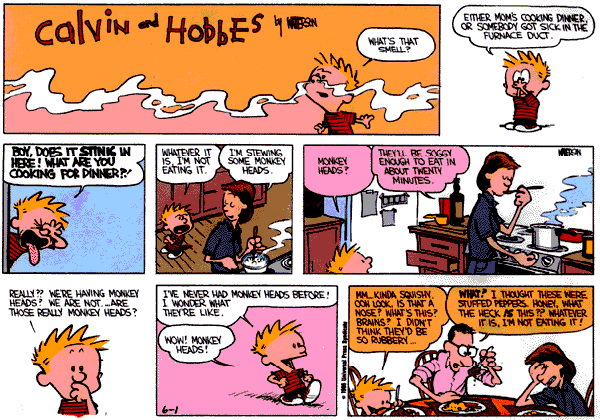 Calvin and Hobbes by WATTERSON
WHAT'S THAT
SMELL?
EITHER MOM'S COOKING DINNER,
OR SOMEBODY GOT SICK IN THE
FURNACE DUCT.
BOY, DOES IT STINK IN
HERE! WHAT ARE YOU
COOKING FOR DINNER?!
WHATEVER IT
IS, I'M NOT
EATING IT.
I'M STEWING
SOME MONKEY
HEADS.
MONKEY
HEADS?
THEY'LL BE SOGGY
ENOUGH TO EAT IN
ABOUT TWENTY
MINUTES.
WATTERSON
REALLY?? WE'RE HAVING MONKEY
HEADS? WE ARE NOT. ...ARE
THOSE REALLY MONKEY HEADS?
I'VE NEVER HAD MONKEY HEADS BEFORE!
I WONDER WHAT
THEY'RE LIKE.
WOW! MONKEY
HEADS!
6-1
© 1986 Universal Press Syndicate
MM...KINDA SQUISHY.
OOH LOOK, IS THAT A
NOSE? WHAT'S THIS?
BRAINS? I DIDN'T
THINK THEY'D BE
SO RUBBERY...
WHAT? I THOUGHT THESE WERE
STUFFED PEPPERS. HONEY, WHAT
THE HECK IS THIS?? WHATEVER
IT IS, I'M NOT EATING IT!